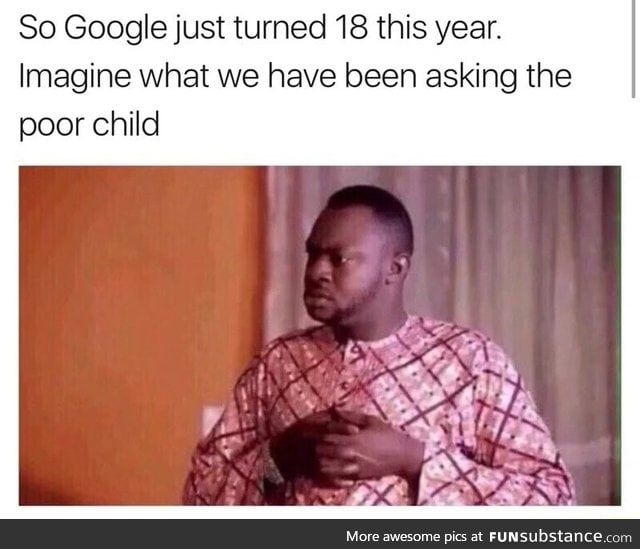 So Google just turned 18 this year.
Imagine what we have been asking the
poor child
More awesome pics at FUNsubstance.com